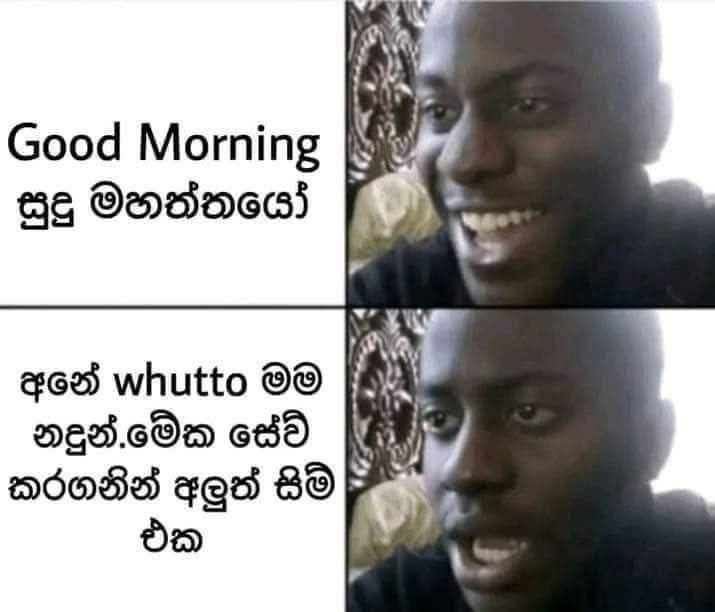 Good Morning
සුදු මහත්තයෝ
අනේ whutto මම
නදුන්.මේක සේව්
කරගනින් අලුත් සිම්
එක